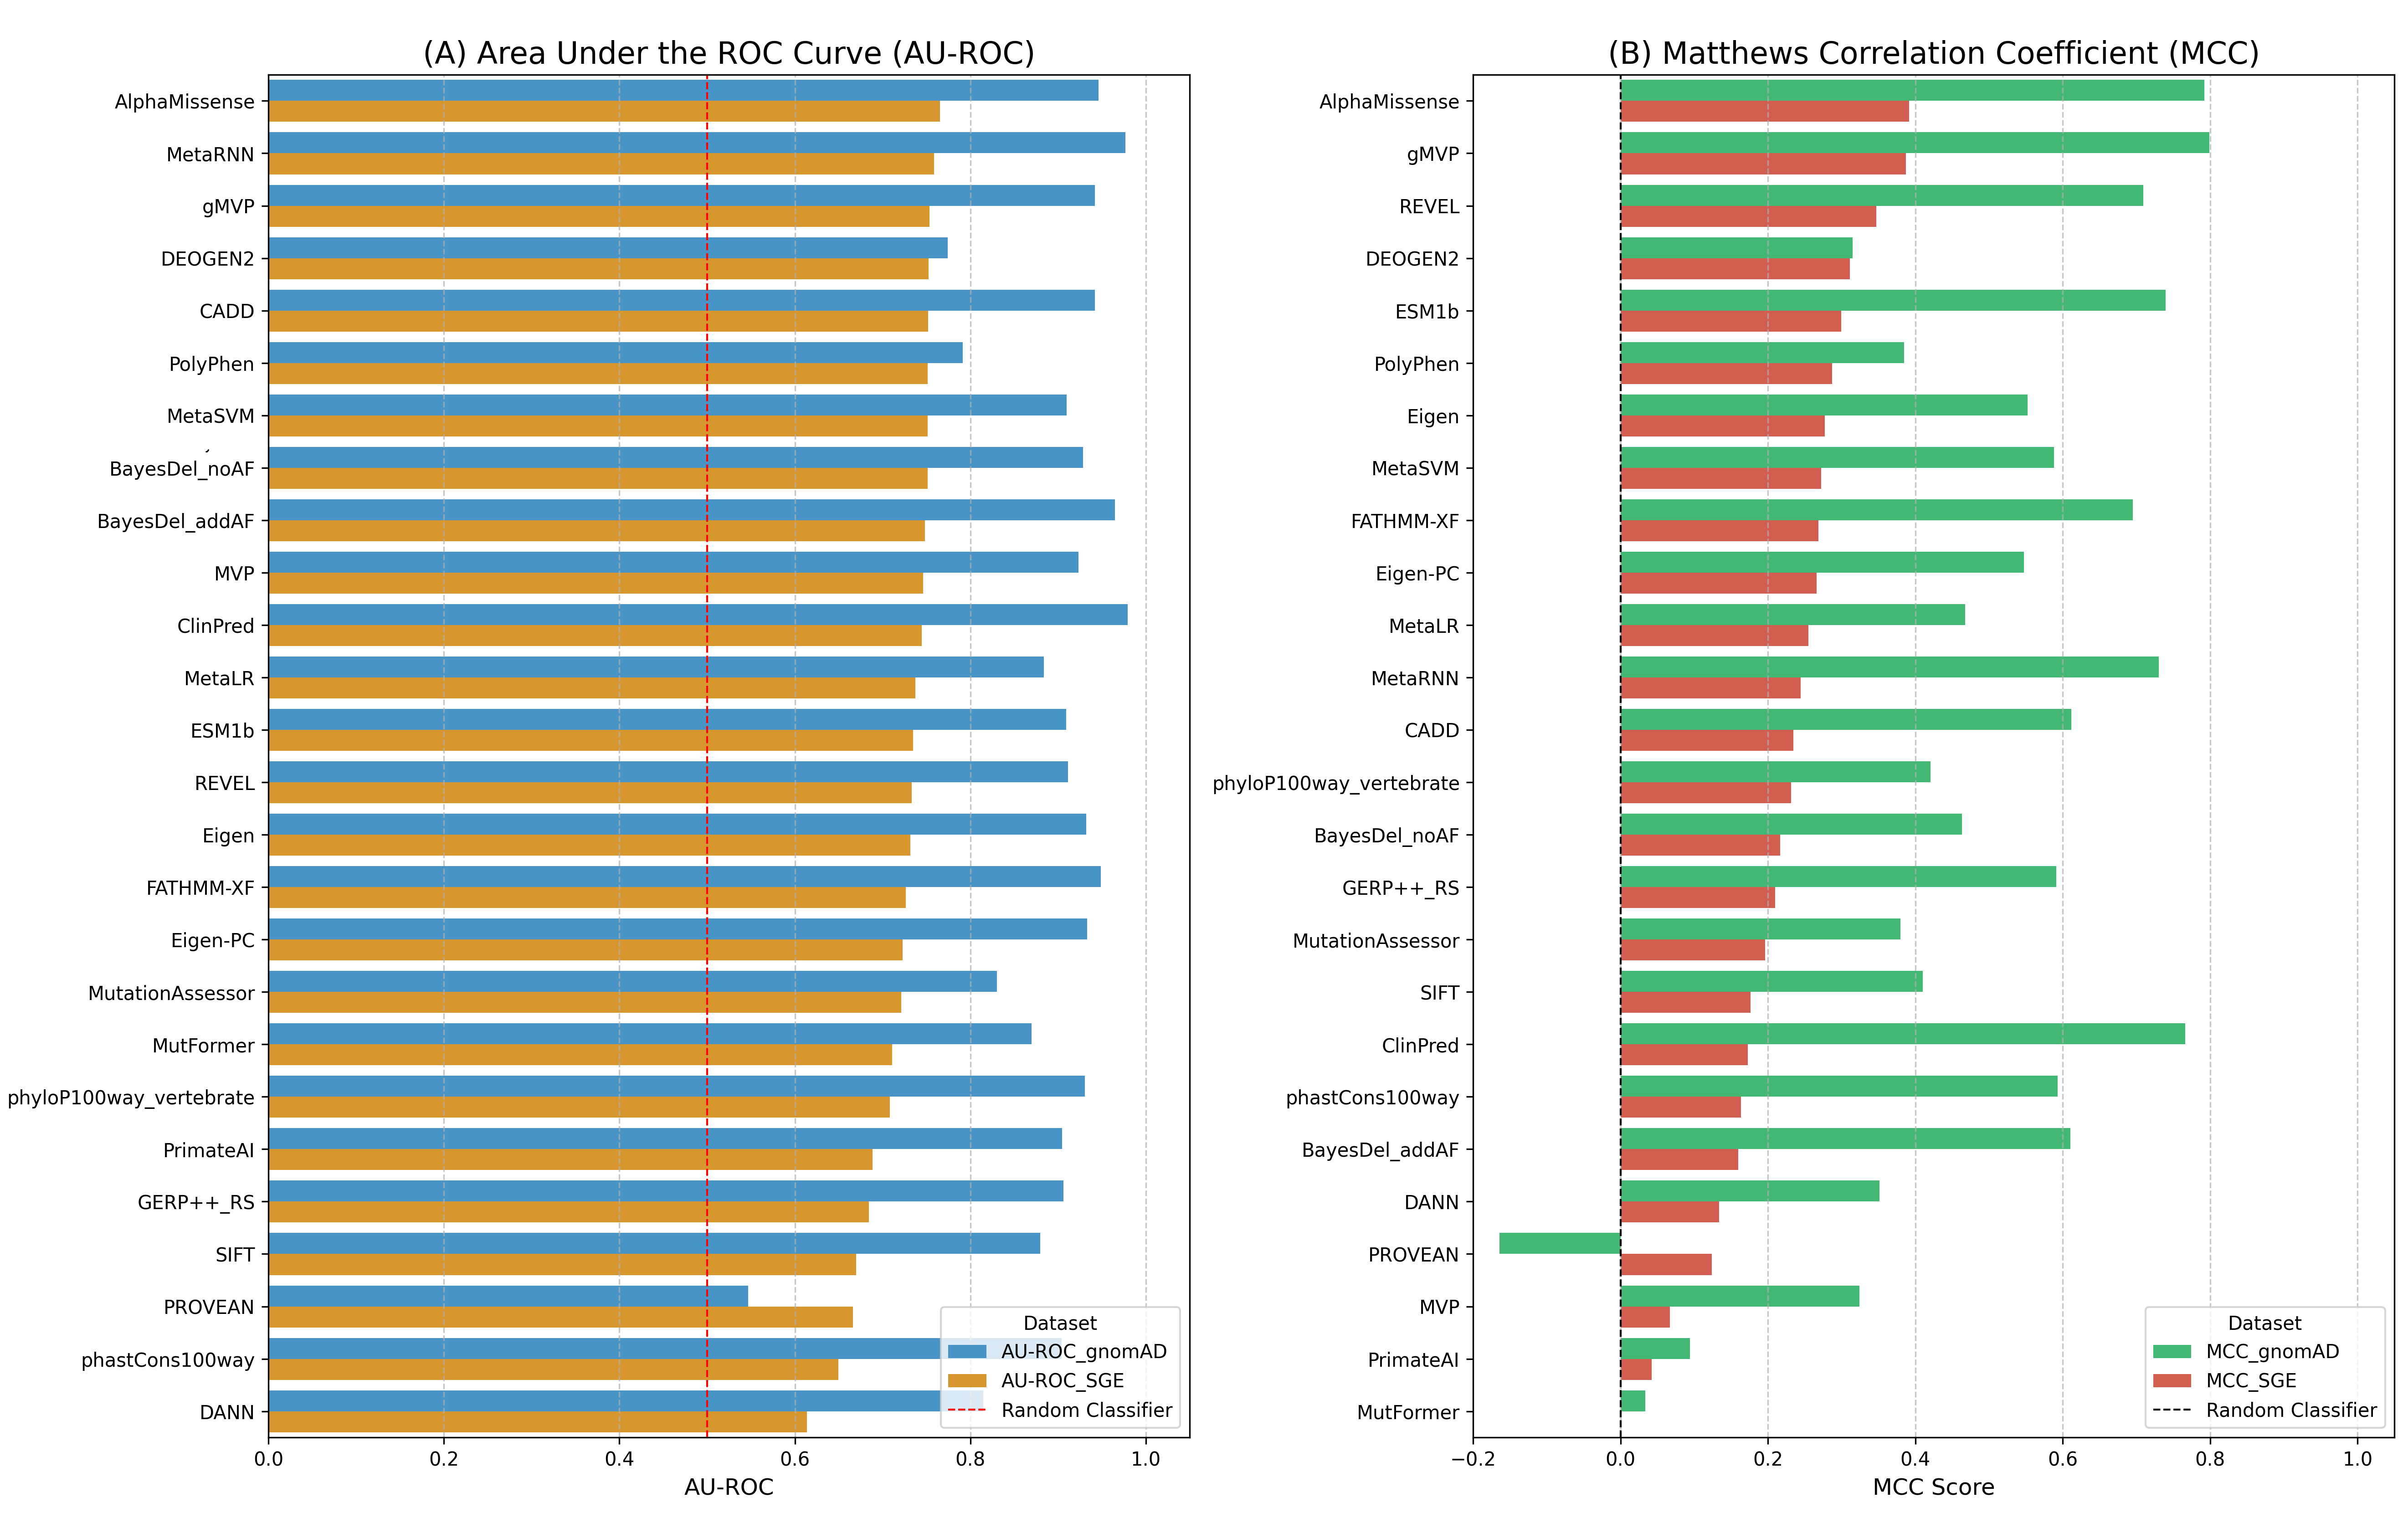 (A) Area Under the ROC Curve (AU-ROC)
AlphaMissense
MetaRNN
gMVP
DEOGEN2
CADD
PolyPhen
MetaSVM
BayesDel_noAF
BayesDel_addAF
MVP
ClinPred
MetaLR
ESM1b
REVEL
Eigen
FATHMM-XF
Eigen-PC
MutationAssessor
MutFormer
phyloP100way_vertebrate
PrimateAI
GERP++_RS
SIFT
PROVEAN
phastCons100way
DANN
Dataset
AU-ROC_gnomAD
AU-ROC_SGE
Random Classifier
0.0 0.2 0.4 0.6 0.8 1.0
AU-ROC
(B) Matthews Correlation Coefficient (MCC)
AlphaMissense
gMVP
REVEL
DEOGEN2
ESM1b
PolyPhen
Eigen
MetaSVM
FATHMM-XF
Eigen-PC
MetaLR
MetaRNN
CADD
phyloP100way_vertebrate
BayesDel_noAF
GERP++_RS
MutationAssessor
SIFT
ClinPred
phastCons100way
BayesDel_addAF
DANN
PROVEAN
MVP
PrimateAI
MutFormer
Dataset
MCC_gnomAD
MCC_SGE
Random Classifier
−0.2 0.0 0.2 0.4 0.6 0.8 1.0
MCC Score